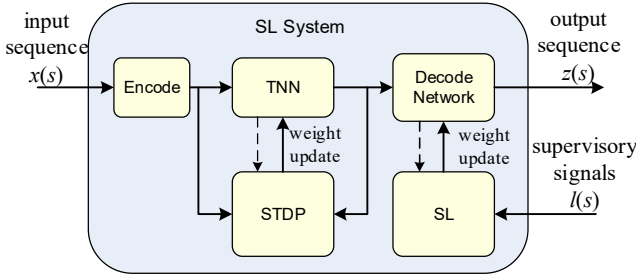 input
sequence
x(s)
SL System
output
sequence
z(s)
Encode
TNN
Decode
Network
weight
update
weight
update
supervisory
signals
l(s)
STDP
SL